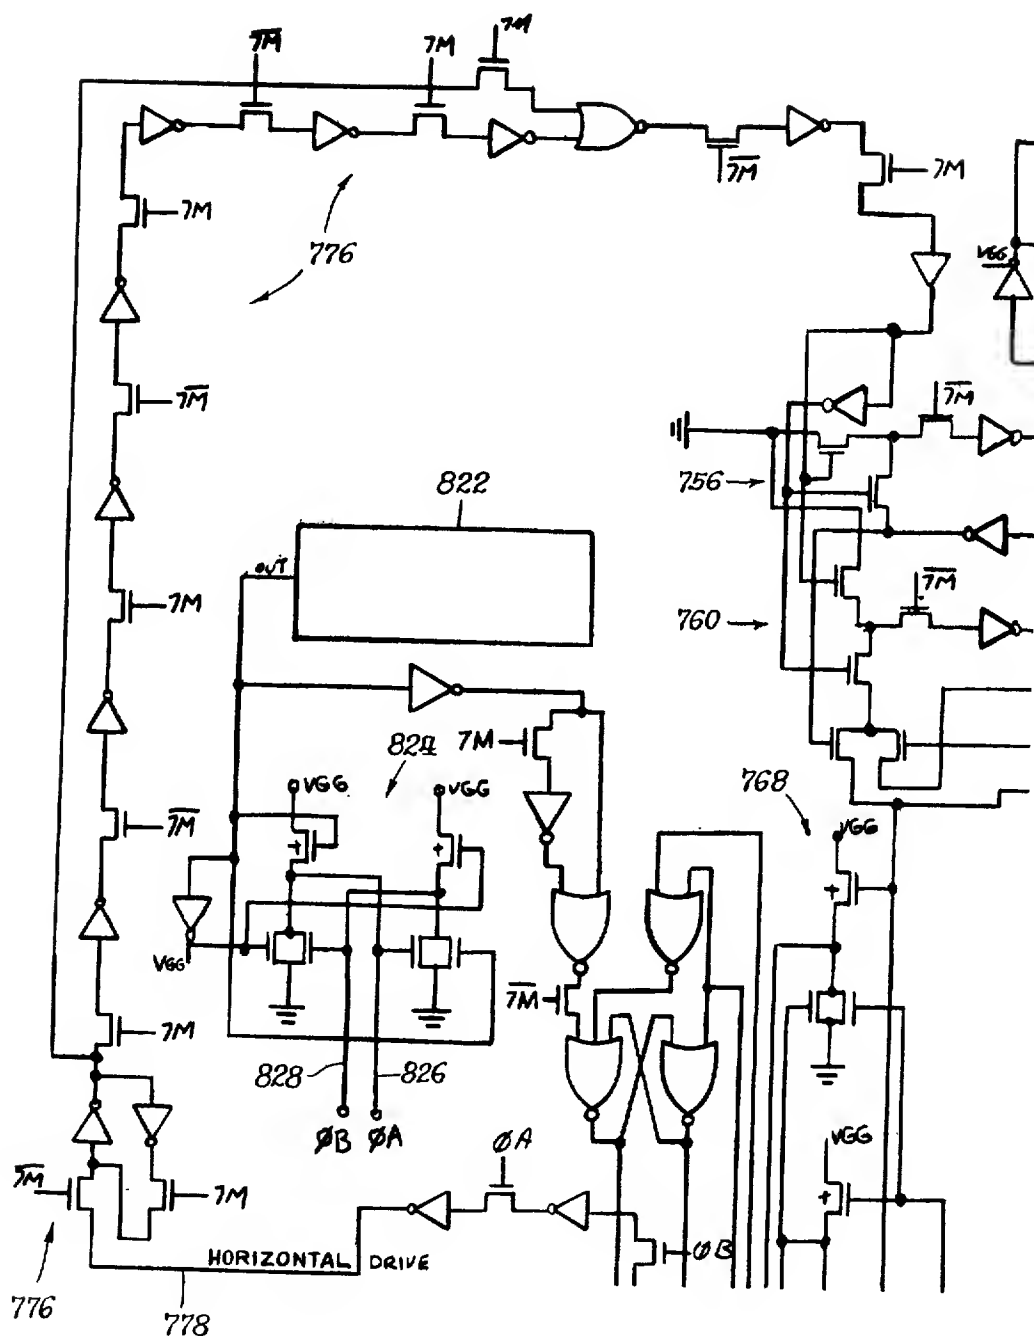 7M
7M̅ 7M
7M̅ 7M
7M
776
VGG
7M̅
7M̅
822
756
OUT
7M
7M̅
760
7M
824
768
VGG VGG
VGG
7M̅
VGG
7M̅
7M
828 826
ØB ØA
VGG
ØA
7M̅ 7M
ØB
HORIZONTAL DRIVE
776
778